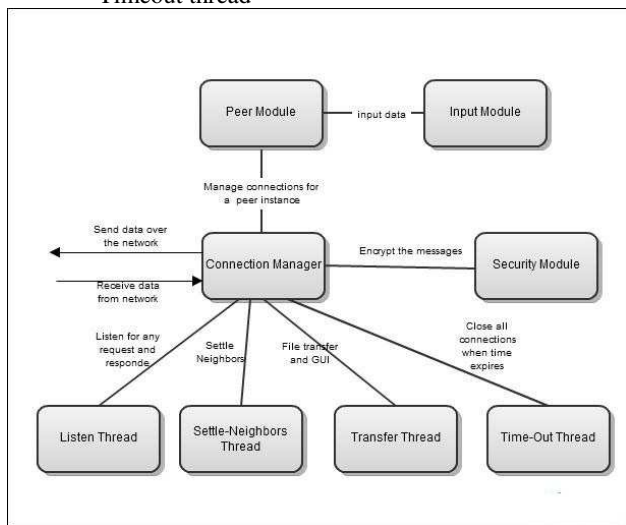 Timeout thread
Peer Module
input data
Input Module
Manage connections for
a peer instance
Send data over
the network
Connection Manager
Encrypt the messages
Security Module
Receive data
from network
Listen for any
request and
responde
Settle
Neighbors
File transfer
and GUI
Close all
connections
when time
expires
Listen Thread
Settle-Neighbors
Thread
Transfer Thread
Time-Out Thread